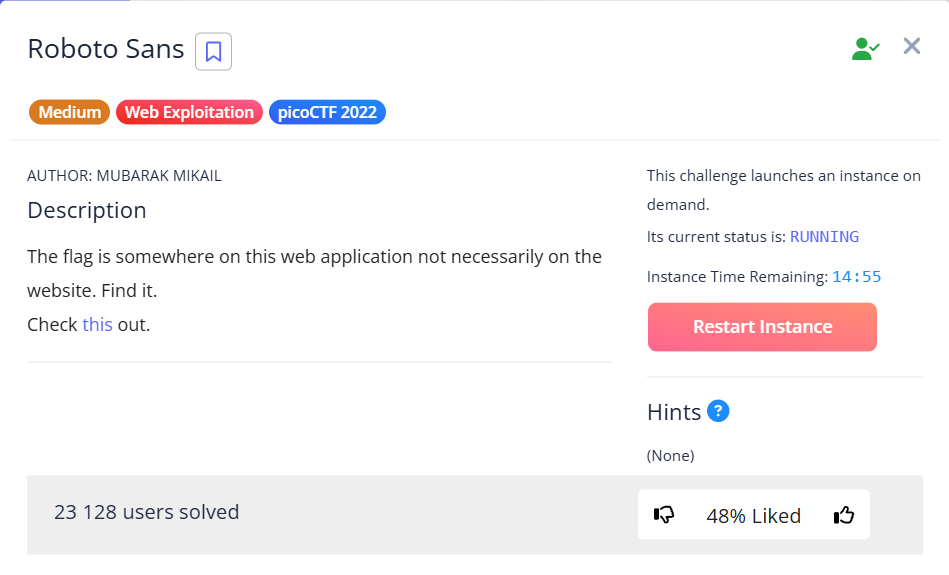 Roboto Sans
Medium Web Exploitation picoCTF 2022
AUTHOR: MUBARAK MIKAIL
Description
The flag is somewhere on this web application not necessarily on the
website. Find it.
Check this out.
This challenge launches an instance on
demand.
Its current status is: RUNNING
Instance Time Remaining: 14:55
Restart Instance
Hints ?
(None)
23 128 users solved
48% Liked